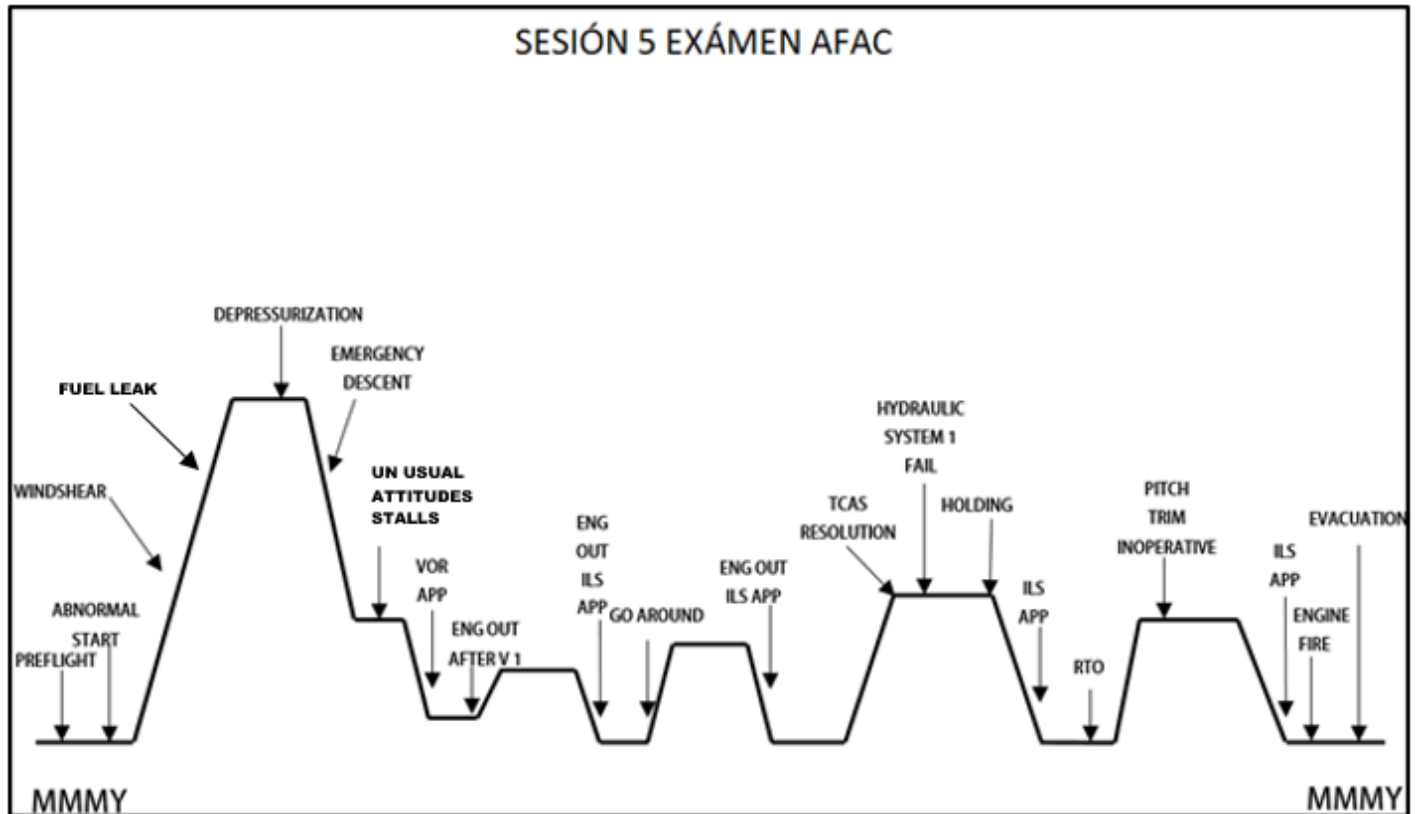 SESIÓN 5 EXÁMEN AFAC
DEPRESSURIZATION
EMERGENCY
DESCENT
FUEL LEAK
WINDSHEAR
ABNORMAL
START
PREFLIGHT
UN USUAL
ATTITUDES
STALLS
VOR
APP
ENG OUT
AFTER V 1
ENG
OUT
ILS
APP
GO AROUND
ENG OUT
ILS APP
TCAS
RESOLUTION
HYDRAULIC
SYSTEM 1
FAIL
HOLDING
ILS
APP
RTO
PITCH
TRIM
INOPERATIVE
ILS
APP
ENGINE
FIRE
EVACUATION
MMMY
MMMY